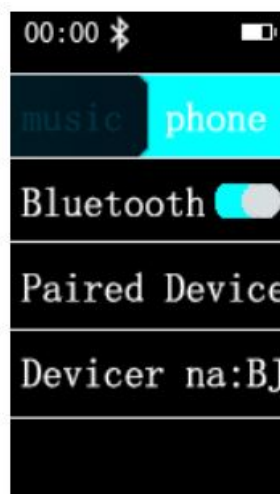 00:00
music phone
Bluetooth
Paired Device
Devicer na:BJ